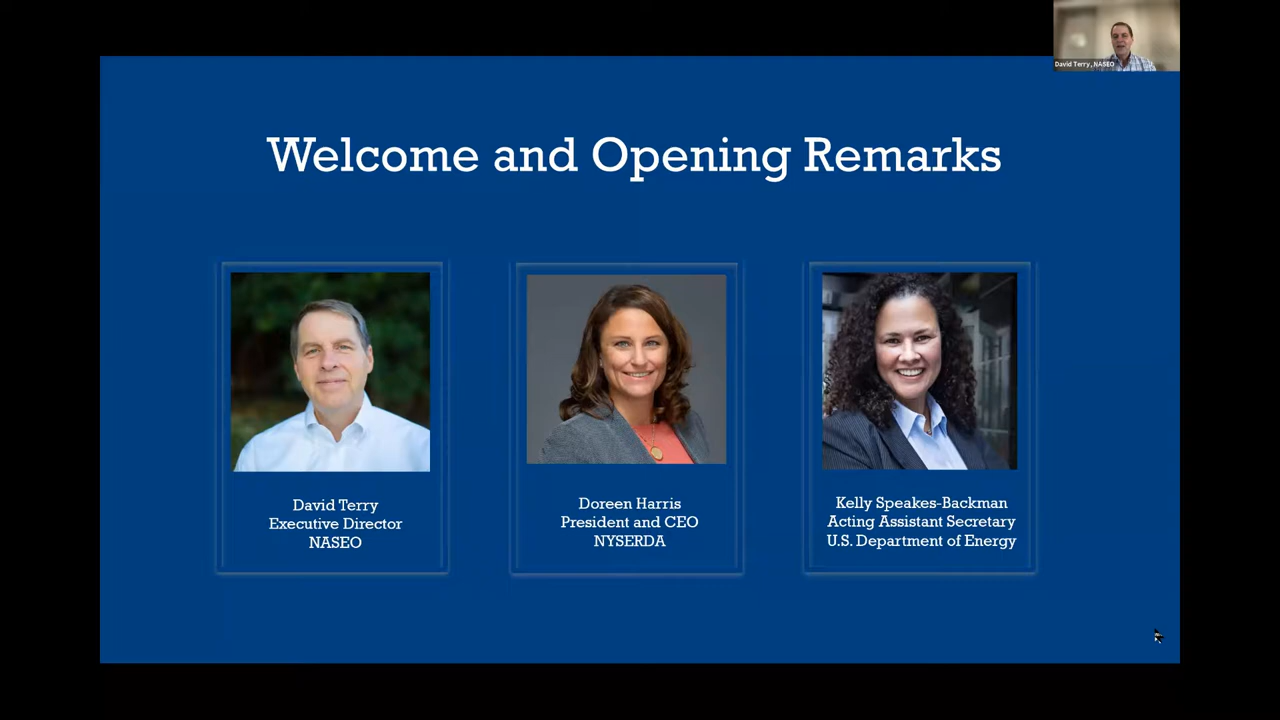 David Terry, NASEO
Welcome and Opening Remarks
David Terry
Executive Director
NASEO
Doreen Harris
President and CEO
NYSERDA
Kelly Speakes-Backman
Acting Assistant Secretary
U.S. Department of Energy